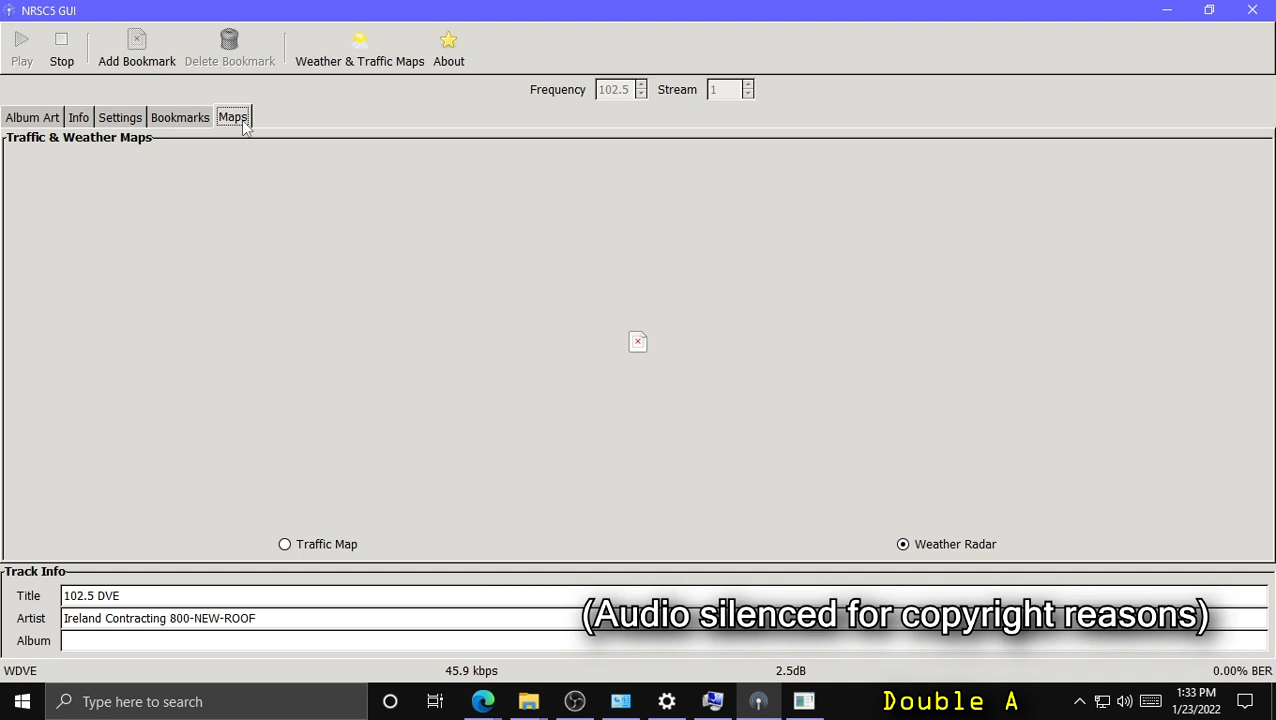 NRSC5 GUI
Play Stop Add Bookmark Delete Bookmark Weather & Traffic Maps About
Frequency 102.5 Stream 1
Album Art Info Settings Bookmarks Maps
Traffic & Weather Maps
Traffic Map Weather Radar
Track Info
Title 102.5 DVE
Artist Ireland Contracting 800-NEW-ROOF
(Audio silenced for copyright reasons)
Album
WDVE 45.9 kbps 2.5dB 0.00% BER
Type here to search Double A 1:33 PM
1/23/2022